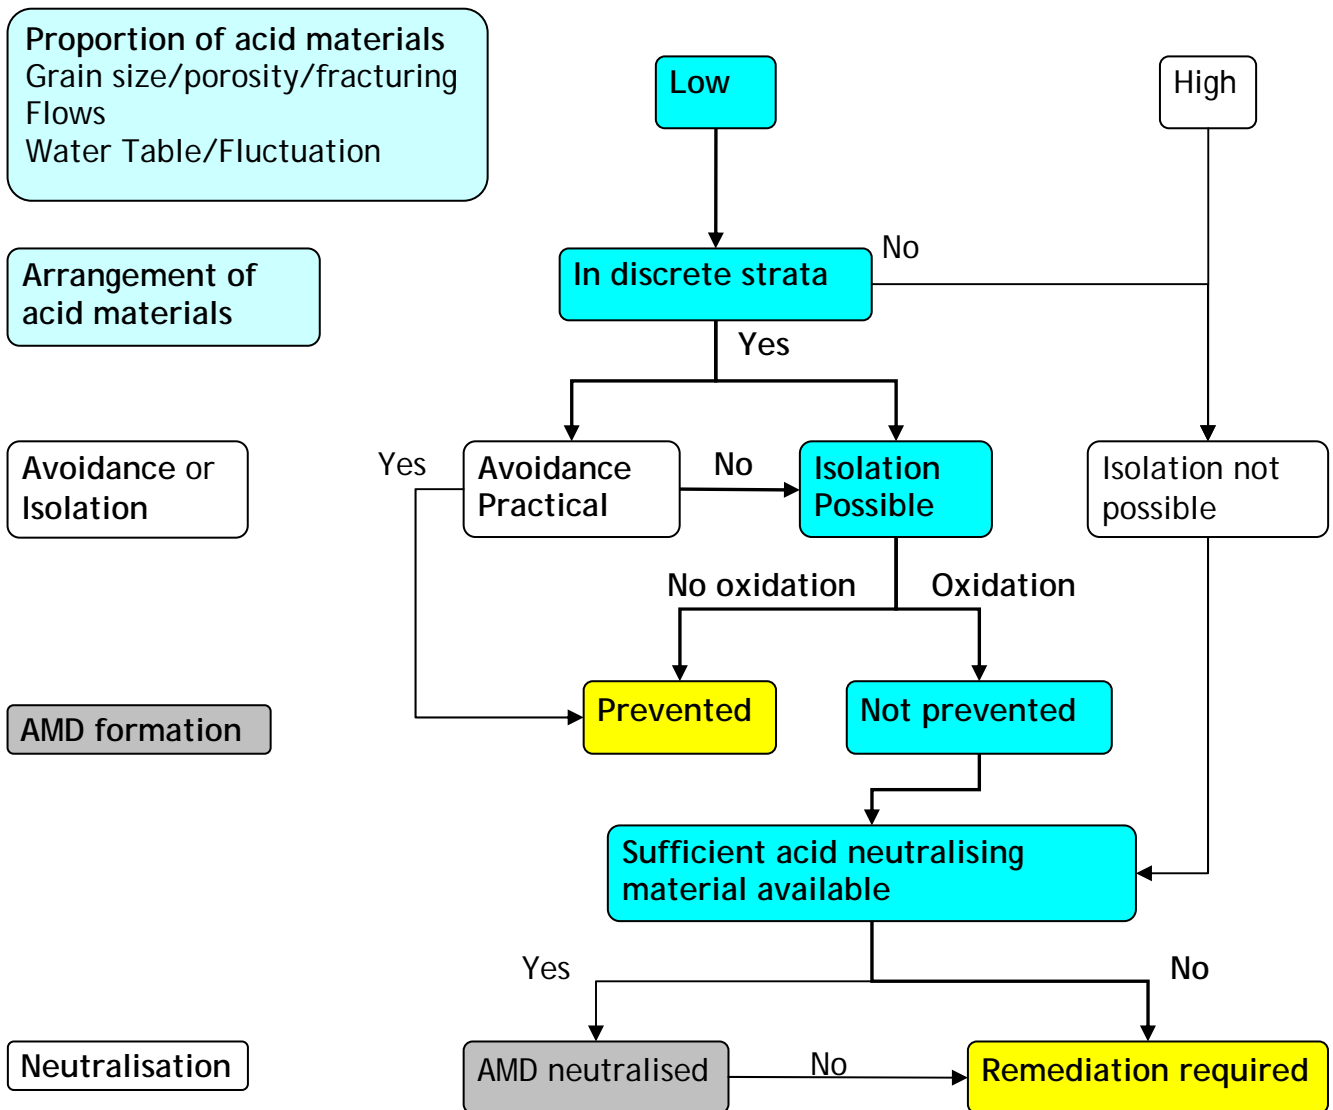 Proportion of acid materials
Grain size/porosity/fracturing
Flows
Water Table/Fluctuation
Low
High
Arrangement of
acid materials
In discrete strata
No
Yes
Avoidance or
Isolation
Yes
Avoidance
Practical
No
Isolation
Possible
Isolation not
possible
No oxidation
Oxidation
AMD formation
Prevented
Not prevented
Sufficient acid neutralising
material available
Yes
No
Neutralisation
AMD neutralised
No
Remediation required